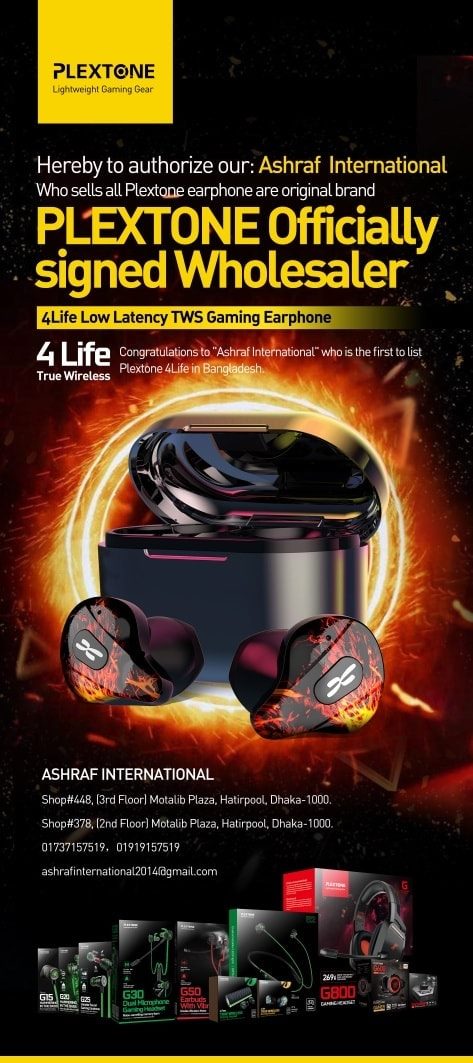 PLEXTONE
Lightweight Gaming Gear
Hereby to authorize our: Ashraf International
Who sells all Plextone earphone are original brand
PLEXTONE Officially
signed Wholesaler
4Life Low Latency TWS Gaming Earphone
4 Life
True Wireless
Congratulations to "Ashraf International" who is the first to list
Plextone 4Life in Bangladesh.
ASHRAF INTERNATIONAL
Shop#448, (3rd Floor) Motalib Plaza, Hatirpool, Dhaka-1000.
Shop#378, (2nd Floor) Motalib Plaza, Hatirpool, Dhaka-1000.
01737157519, 01919157519
ashrafinternational2014@gmail.com
PLEXTONE
G
G15
G20
G25
G30
Dual Microphone
Gaming Headset
G50
Earbuds
With Vibr
269g
G800
GAMING HEADSET